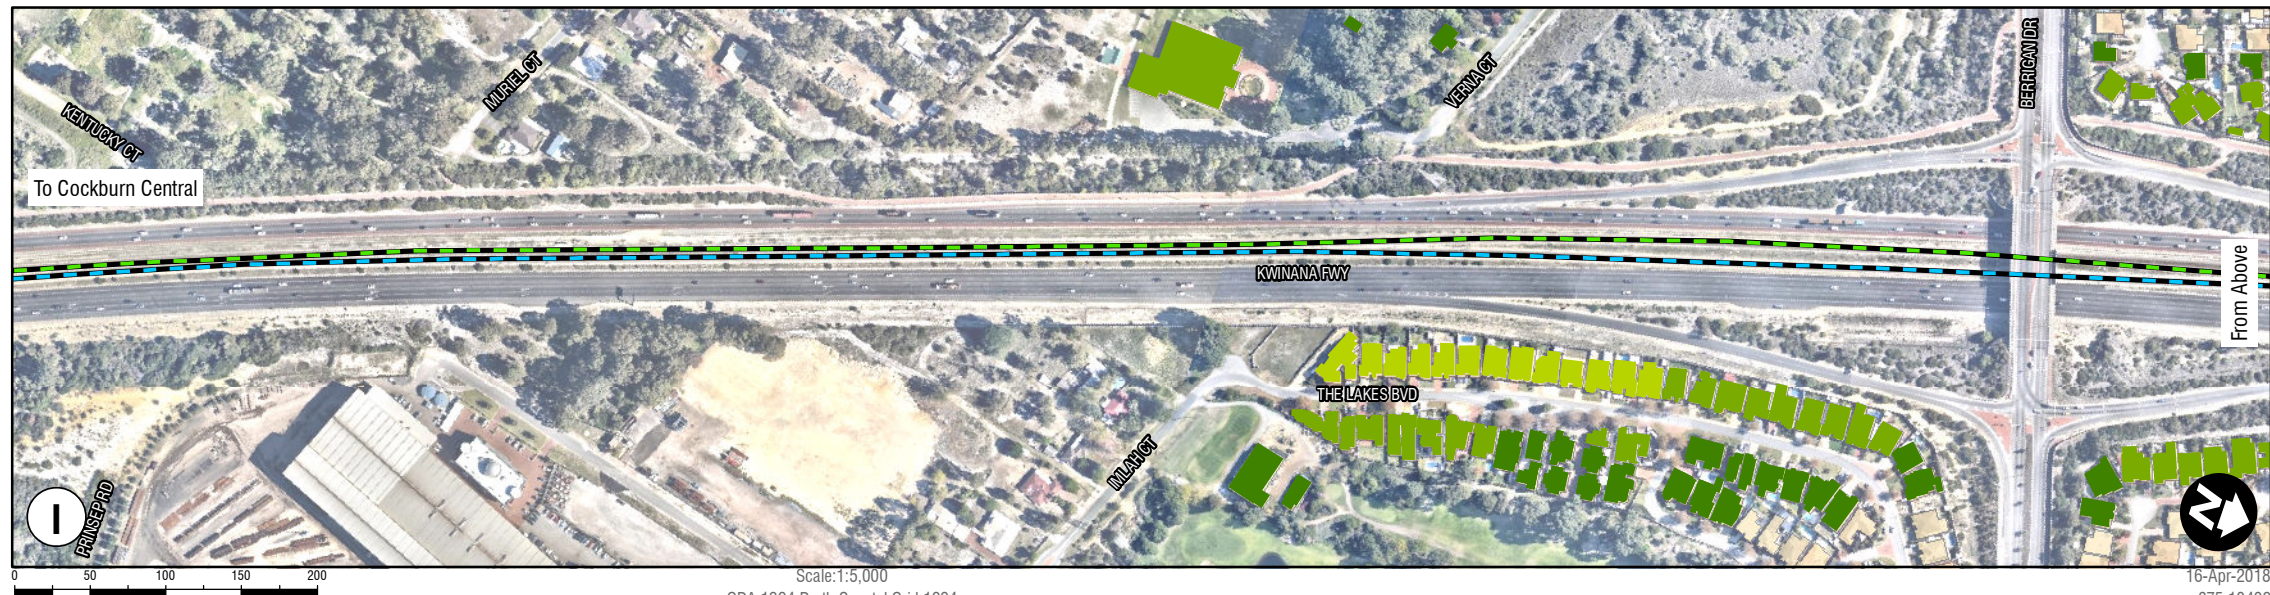 BERRIGAN DR
MURIEL CT
VERNA CT
KENTUCKY CT
To Cockburn Central
KWINANA FWY
From Above
THE LAKES BVD
IMLAH CT
PRINSEP RD
I
N
0 50 100 150 200
Scale:1:5,000
16-Apr-2018